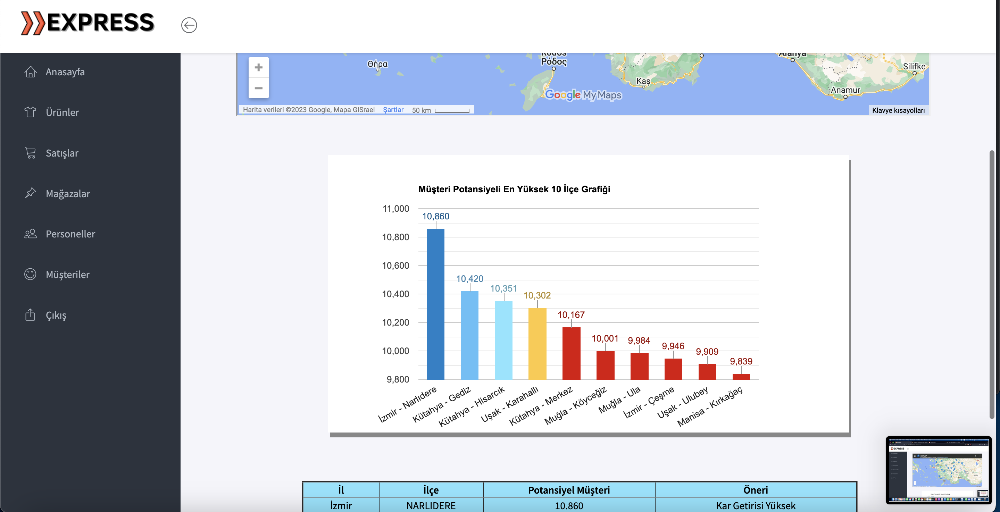 EXPRESS
Anasayfa
Ürünler
Satışlar
Mağazalar
Personeller
Müşteriler
Çıkış
Θήρα
Rodos
Ρόδος
Kaş
Alanya
Silifke
Anamur
+
−
Google My Maps
Harita verileri ©2023 Google, Mapa GISrael Şartlar 50 km
Klavye kısayolları
Müşteri Potansiyeli En Yüksek 10 İlçe Grafiği
11,000
10,800
10,600
10,400
10,200
10,000
9,800
10,860
10,420
10,351
10,302
10,167
10,001
9,984
9,946
9,909
9,839
İzmir - Narlıdere
Kütahya - Gediz
Kütahya - Hisarcık
Uşak - Karahallı
Kütahya - Merkez
Muğla - Köyceğiz
Muğla - Ula
İzmir - Çeşme
Uşak - Ulubey
Manisa - Kırkağaç
İl İlçe Potansiyel Müşteri Öneri
İzmir NARLIDERE 10.860 Kar Getirisi Yüksek
EXPRESS